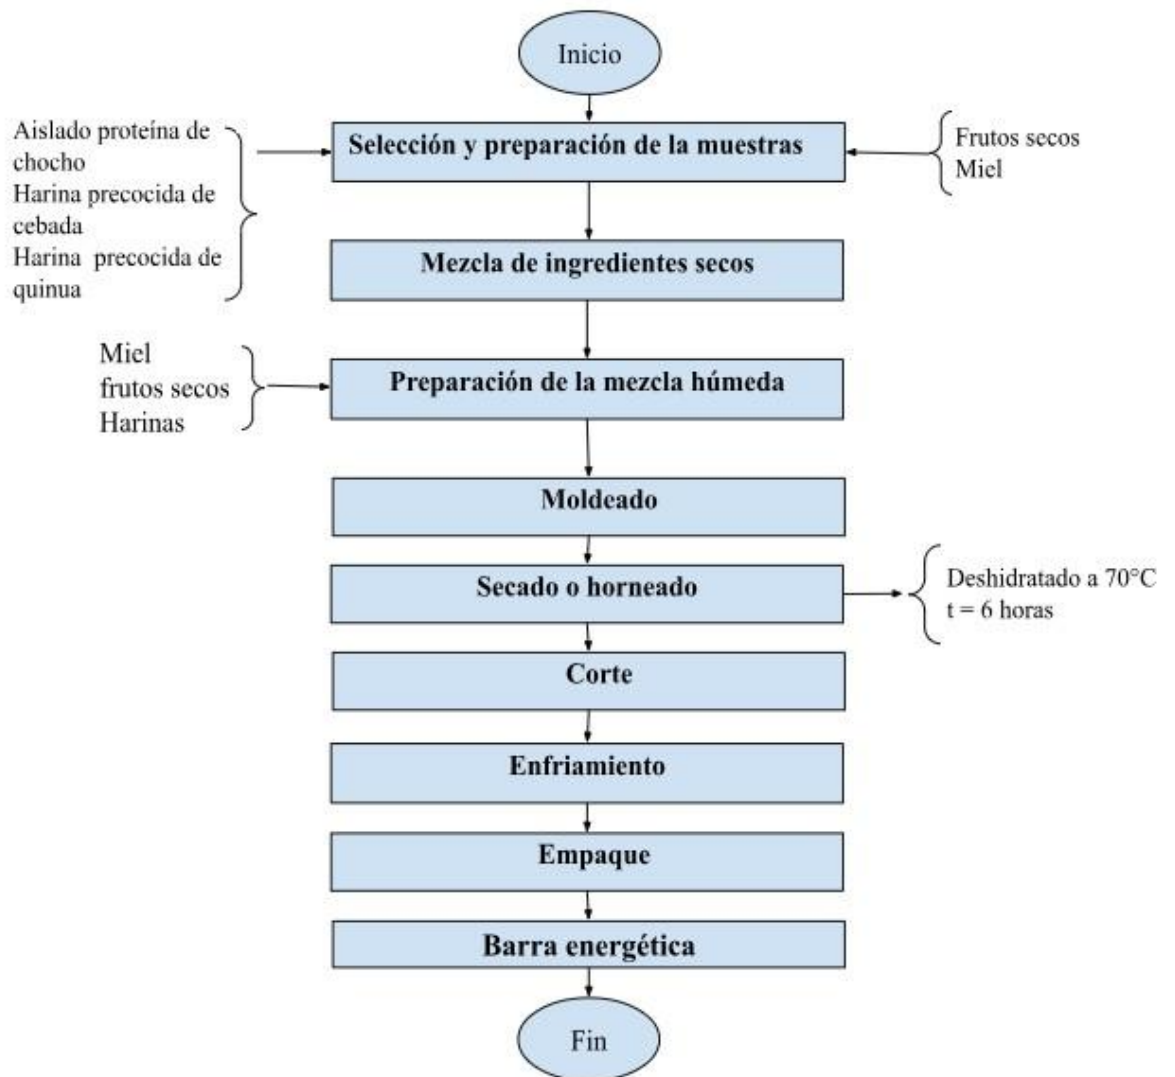 Inicio
Aislado proteína de
chocho
Harina precocida de
cebada
Harina precocida de
quinua
Selección y preparación de la muestras
Frutos secos
Miel
Mezcla de ingredientes secos
Miel
frutos secos
Harinas
Preparación de la mezcla húmeda
Moldeado
Secado o horneado
Deshidratado a 70°C
t = 6 horas
Corte
Enfriamiento
Empaque
Barra energética
Fin